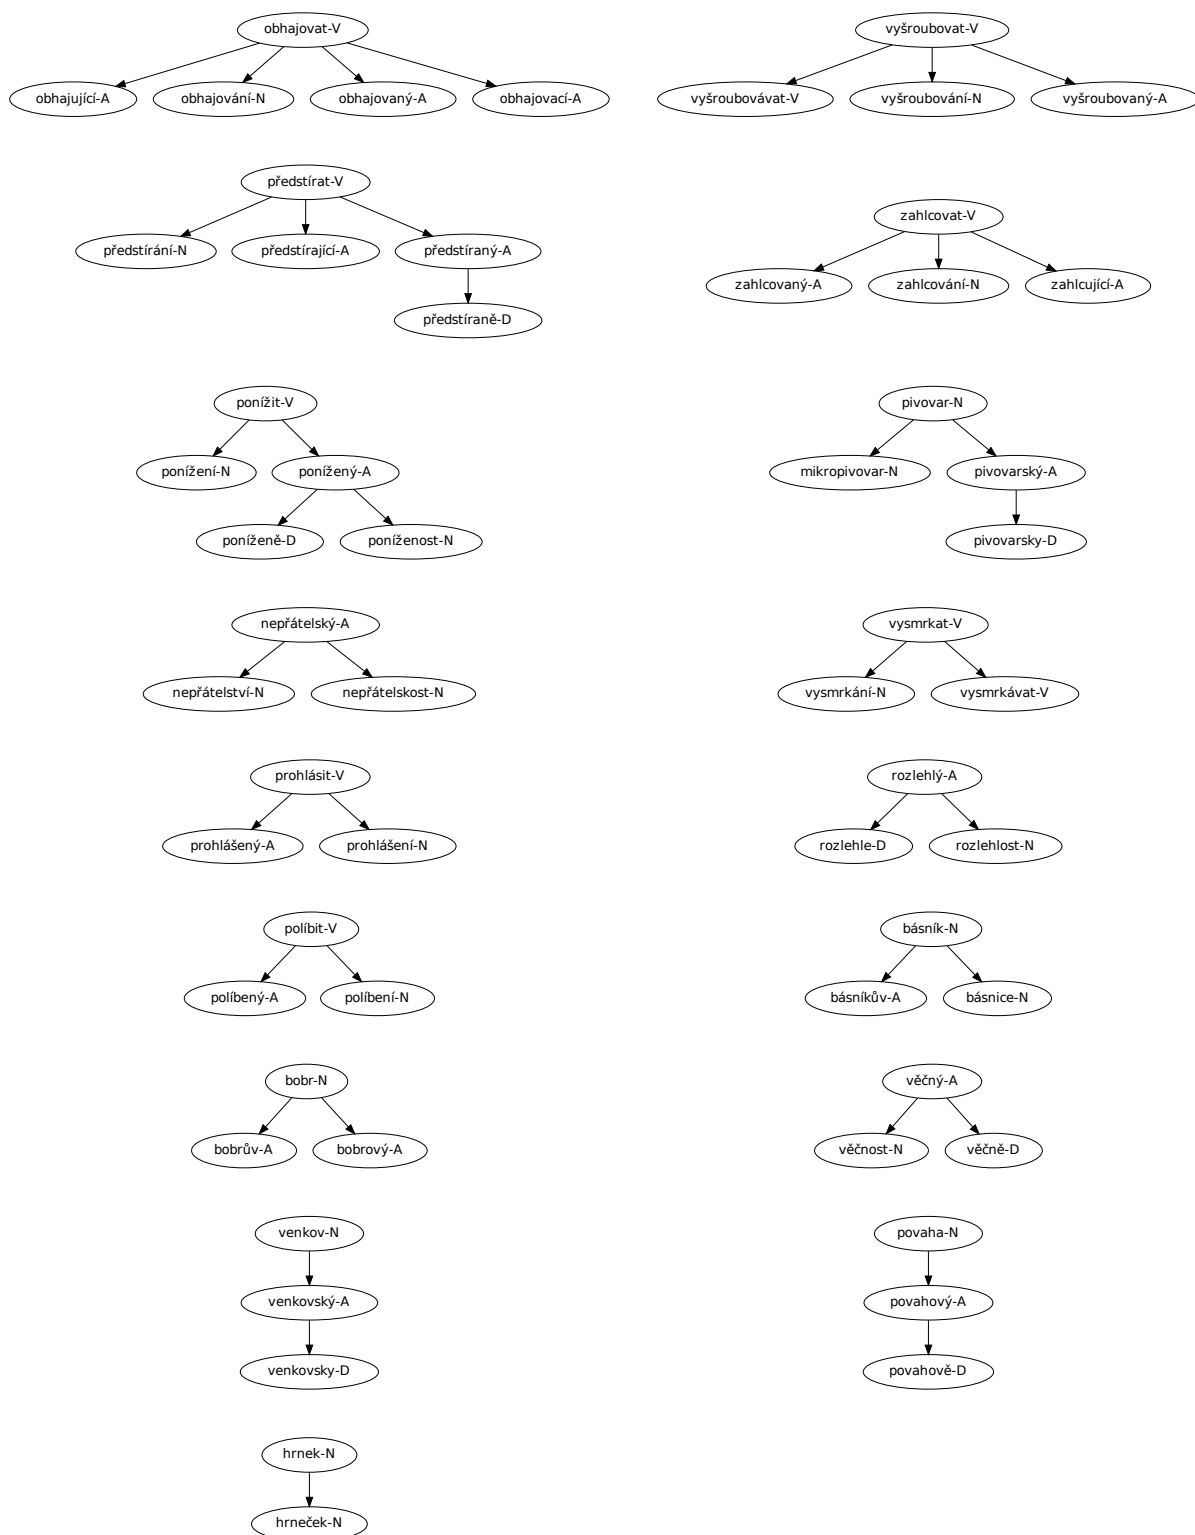 obhajovat-V
vyšroubovat-V
obhajující-A
obhajování-N
obhajovaný-A
obhajovací-A
vyšroubovávat-V
vyšroubování-N
vyšroubovaný-A
předstírat-V
zahlcovat-V
předstírání-N
předstírající-A
předstíraný-A
zahlcovaný-A
zahlcování-N
zahlcující-A
předstíraně-D
ponížit-V
pivovar-N
ponížení-N
ponížený-A
mikropivovar-N
pivovarský-A
poníženě-D
poníženost-N
pivovarsky-D
nepřátelský-A
vysmrkat-V
nepřátelství-N
nepřátelskost-N
vysmrkání-N
vysmrkávat-V
prohlásit-V
rozlehlý-A
prohlášený-A
prohlášení-N
rozlehle-D
rozlehlost-N
políbit-V
básník-N
políbený-A
políbení-N
básníkův-A
básnice-N
bobr-N
věčný-A
bobrův-A
bobrový-A
věčnost-N
věčně-D
venkov-N
povaha-N
venkovský-A
povahový-A
venkovsky-D
povahově-D
hrnek-N
hrneček-N